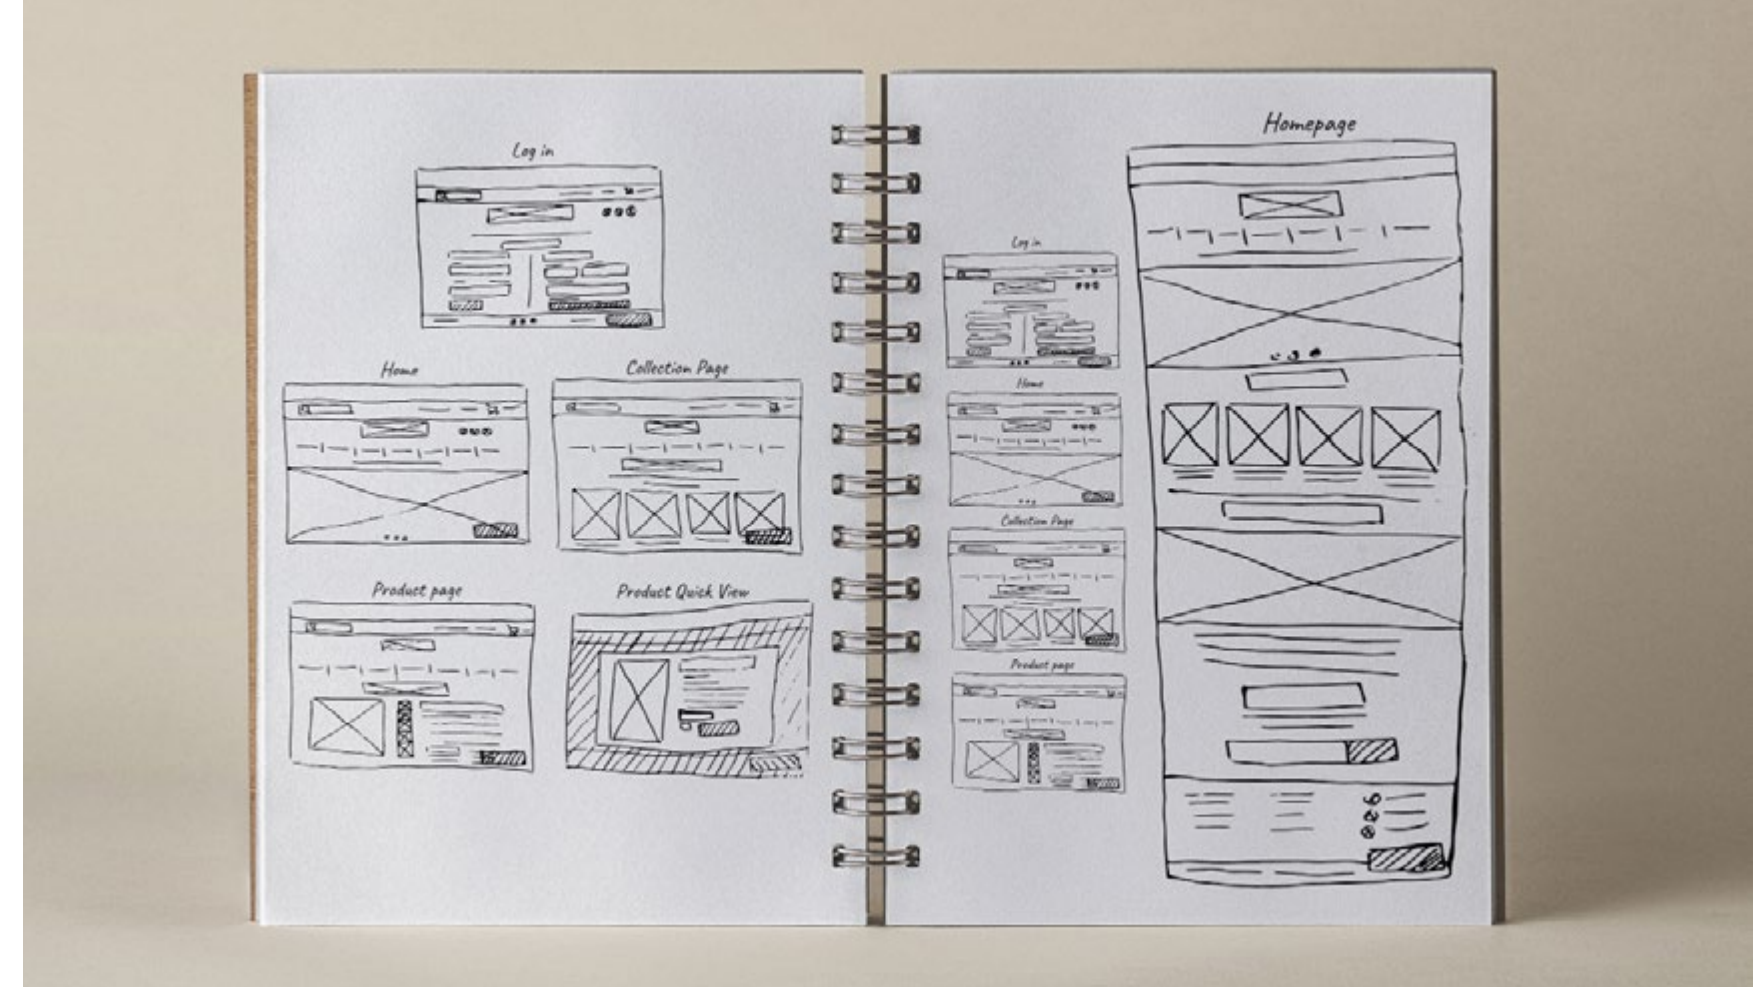 Log in
Home
Collection Page
Product page
Product Quick View
Homepage
Log in
Home
Collection Page
Product page